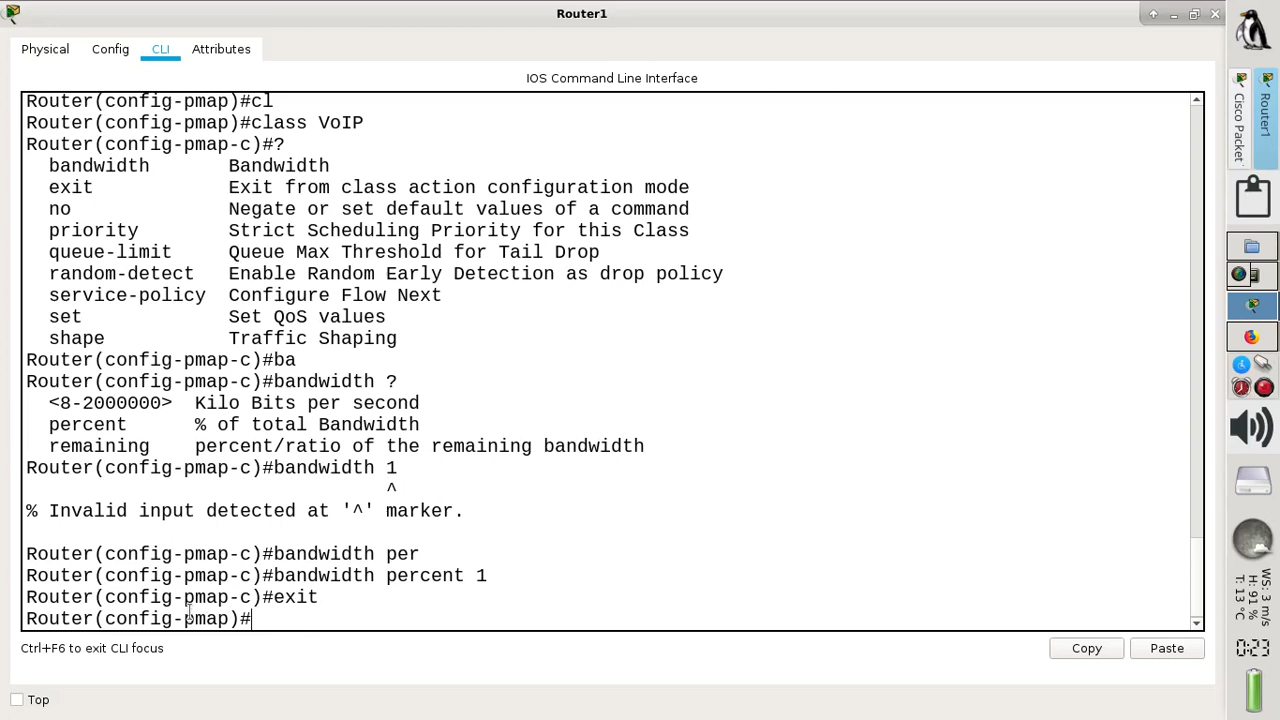 Router1
Physical
Config
CLI
Attributes
IOS Command Line Interface
Router(config-pmap)#cl
Router(config-pmap)#class VoIP
Router(config-pmap-c)#?
bandwidth Bandwidth
exit Exit from class action configuration mode
no Negate or set default values of a command
priority Strict Scheduling Priority for this Class
queue-limit Queue Max Threshold for Tail Drop
random-detect Enable Random Early Detection as drop policy
service-policy Configure Flow Next
set Set QoS values
shape Traffic Shaping
Router(config-pmap-c)#ba
Router(config-pmap-c)#bandwidth ?
<8-2000000> Kilo Bits per second
percent % of total Bandwidth
remaining percent/ratio of the remaining bandwidth
Router(config-pmap-c)#bandwidth 1
^
% Invalid input detected at '^' marker.
Router(config-pmap-c)#bandwidth per
Router(config-pmap-c)#bandwidth percent 1
Router(config-pmap-c)#exit
Router(config-pmap)#
Ctrl+F6 to exit CLI focus
Copy
Paste
Top
Cisco Packet
Router1
WS: 3 m/s
H: 91 %
T: 13 °C
0:23